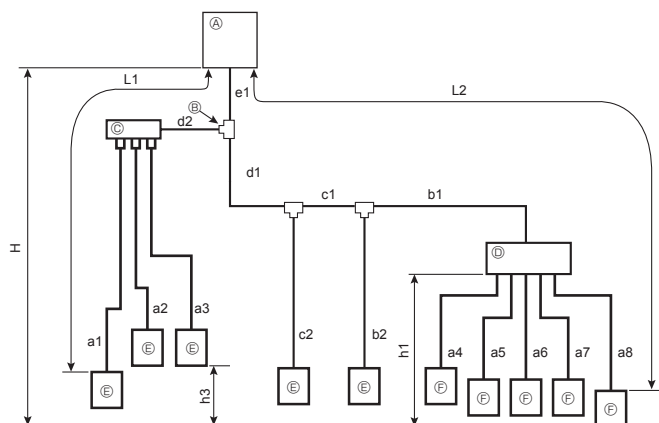 Ⓐ
L1
e1
L2
Ⓑ
Ⓒ
d2
d1
c1
b1
H
Ⓓ
a1
a2
a3
c2
b2
h1
a4
a5
a6
a7
a8
Ⓔ
Ⓔ
Ⓔ
h3
Ⓔ
Ⓔ
Ⓕ
Ⓕ
Ⓕ
Ⓕ
Ⓕ